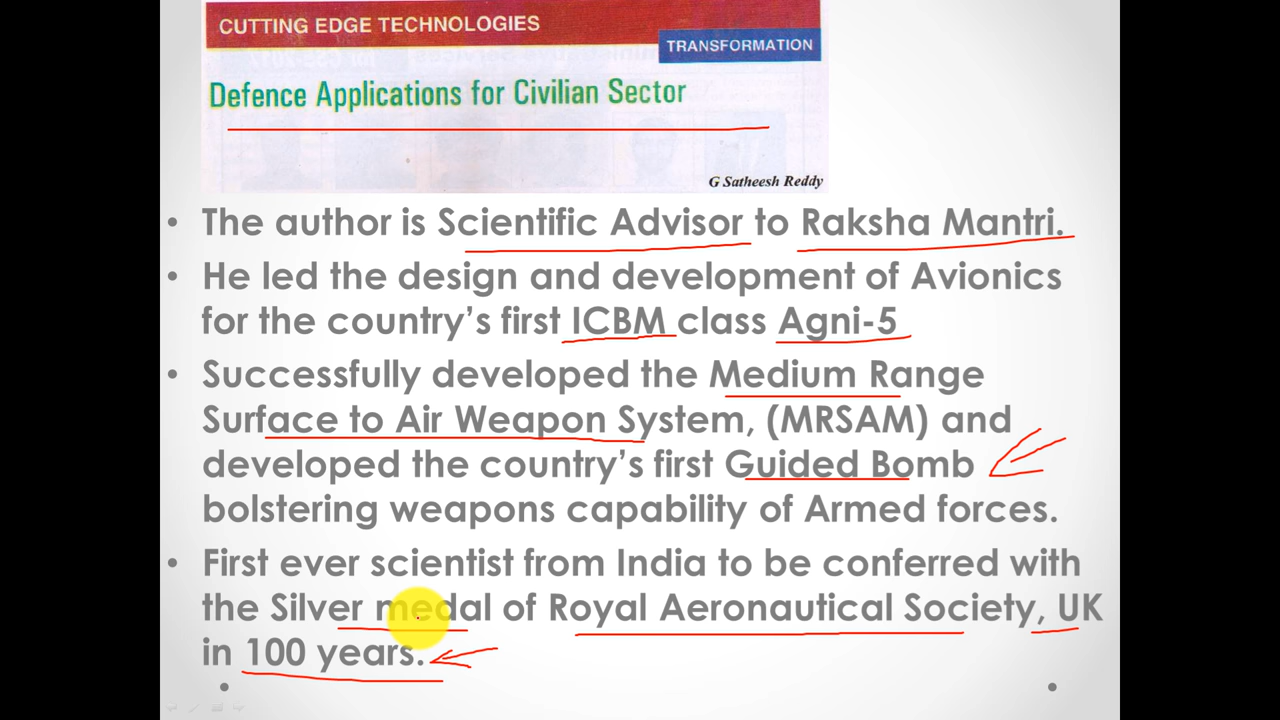 CUTTING EDGE TECHNOLOGIES
TRANSFORMATION
Defence Applications for Civilian Sector
G Satheesh Reddy
• The author is Scientific Advisor to Raksha Mantri.
• He led the design and development of Avionics
for the country’s first ICBM class Agni-5
• Successfully developed the Medium Range
Surface to Air Weapon System, (MRSAM) and
developed the country’s first Guided Bomb
bolstering weapons capability of Armed forces.
• First ever scientist from India to be conferred with
the Silver medal of Royal Aeronautical Society, UK
in 100 years.